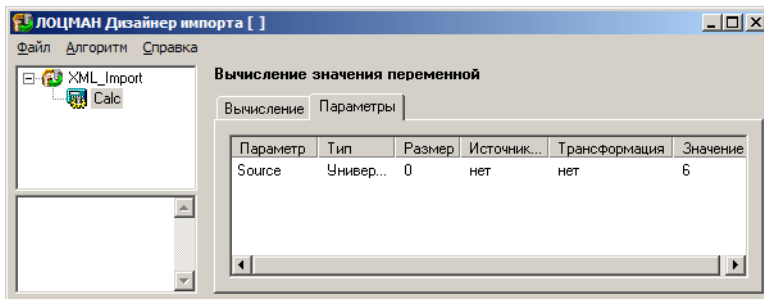 ЛОЦМАН Дизайнер импорта [ ]
Файл Алгоритм Справка
XML_Import
Calc
Вычисление значения переменной
Вычисление Параметры
Параметр Тип Размер Источник... Трансформация Значение
Source Универ... 0 нет нет 6